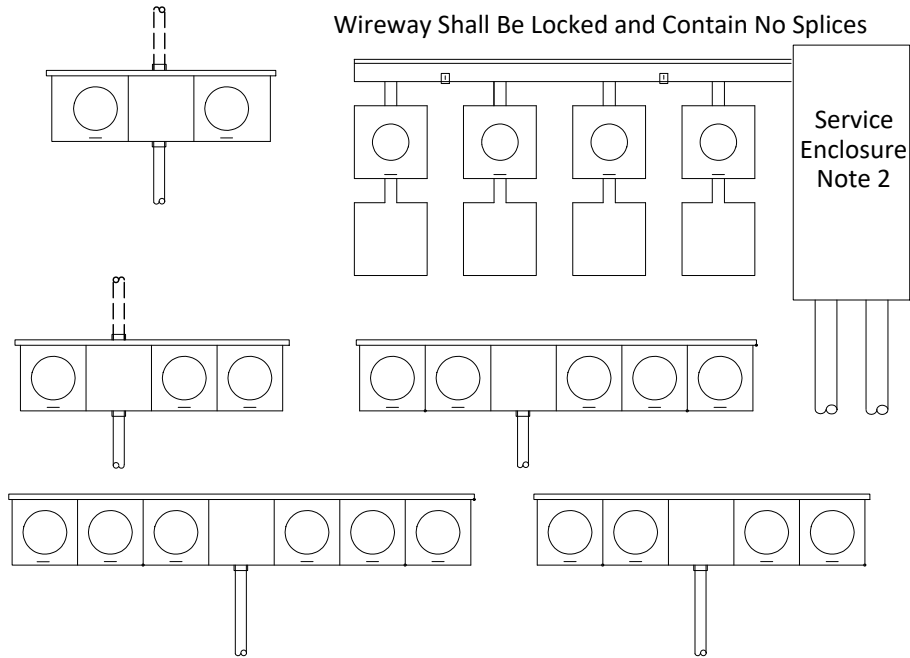 Wireway Shall Be Locked and Contain No Splices
Service
Enclosure
Note 2